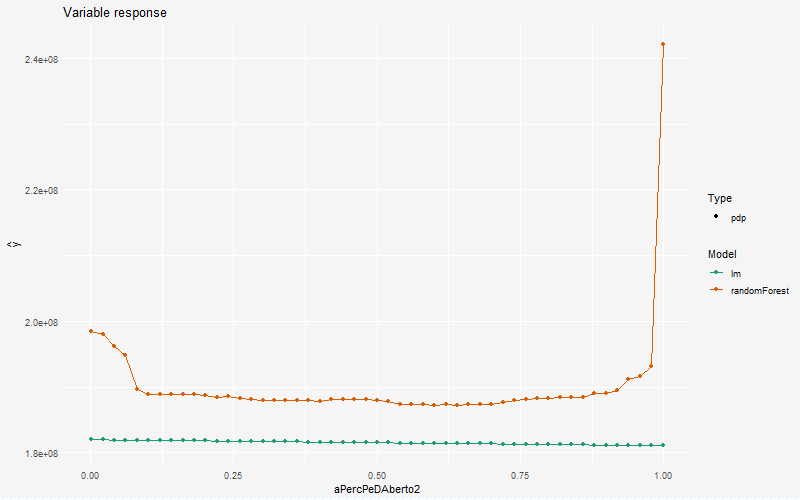 Variable response
2.4e+08
2.2e+08
2.0e+08
1.8e+08
0.00
0.25
0.50
0.75
1.00
aPercPeDAberto2
Type
pdp
Model
lm
randomForest